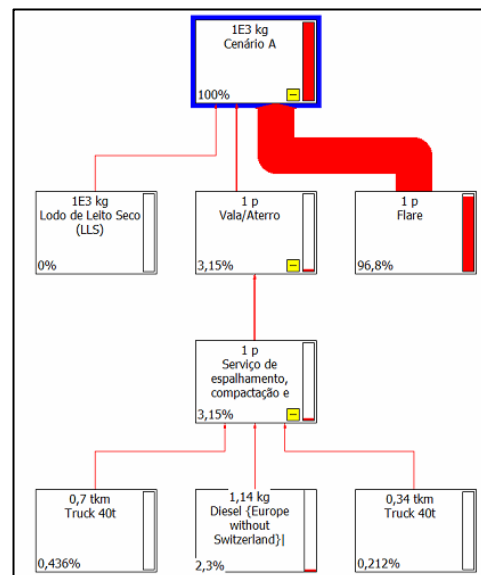 1E3 kg
Cenário A
100%
1E3 kg
Lodo de Leito Seco
(LLS)
0%
1 p
Vala/Aterro
3,15%
1 p
Flare
96,8%
1 p
Serviço de
espalhamento,
compactação e
3,15%
0,7 tkm
Truck 40t
0,436%
1,14 kg
Diesel {Europe
without
Switzerland}|
2,3%
0,34 tkm
Truck 40t
0,212%